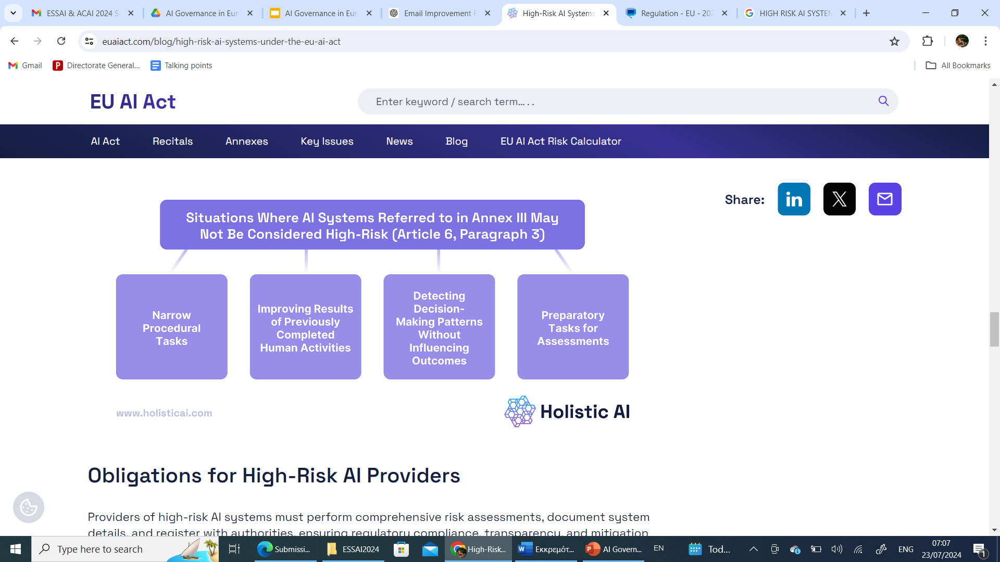 ESSAI & ACAI 2024 S
AI Governance in Eur
AI Governance in Eur
Email Improvement F
High-Risk AI Systems
Regulation - EU - 202
HIGH RISK AI SYSTEM
euaiact.com/blog/high-risk-ai-systems-under-the-eu-ai-act
Gmail
Directorate General...
Talking points
All Bookmarks
EU AI Act
Enter keyword / search term.....
AI Act
Recitals
Annexes
Key Issues
News
Blog
EU AI Act Risk Calculator
Share:
Situations Where AI Systems Referred to in Annex III May
Not Be Considered High-Risk (Article 6, Paragraph 3)
Narrow
Procedural
Tasks
Improving Results
of Previously
Completed
Human Activities
Detecting
Decision-
Making Patterns
Without
Influencing
Outcomes
Preparatory
Tasks for
Assessments
www.holisticai.com
Holistic AI
Obligations for High-Risk AI Providers
Providers of high-risk AI systems must perform comprehensive risk assessments, document system
details, and register with authorities, ensuring regulatory compliance, transparency, and mitigation
Type here to search
Submissi...
ESSAI2024
High-Risk...
Εκκρεμότ...
AI Govern...
EN
Tod...
ENG
07:07
23/07/2024
1